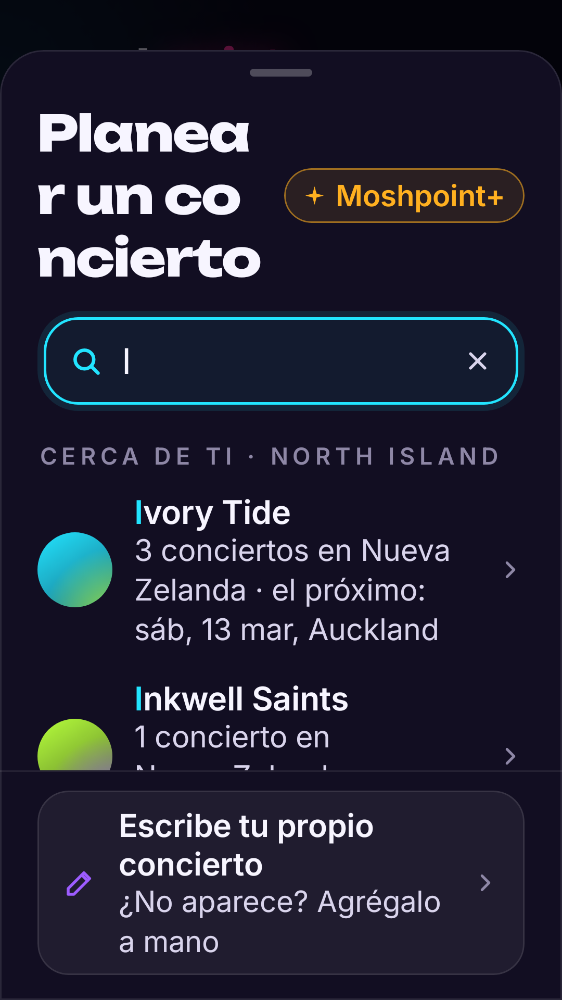 Planea
r un co
ncierto
Moshpoint+
I
CERCA DE TI · NORTH ISLAND
Ivory Tide
3 conciertos en Nueva
Zelanda · el próximo:
sáb, 13 mar, Auckland
Inkwell Saints
1 concierto en
Escribe tu propio
concierto
¿No aparece? Agrégalo
a mano